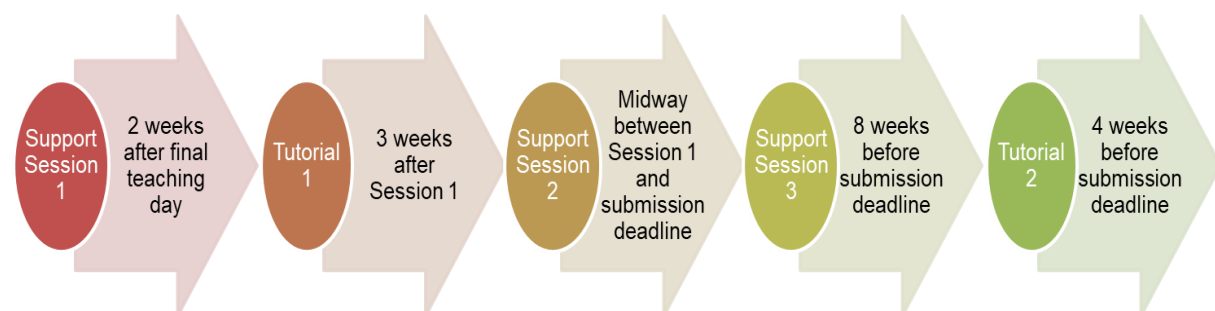 Support
Session
1
2 weeks
after final
teaching
day
Tutorial
1
3 weeks
after
Session 1
Support
Session
2
Midway
between
Session 1
and
submission
deadline
Support
Session
3
8 weeks
before
submission
deadline
Tutorial
2
4 weeks
before
submission
deadline